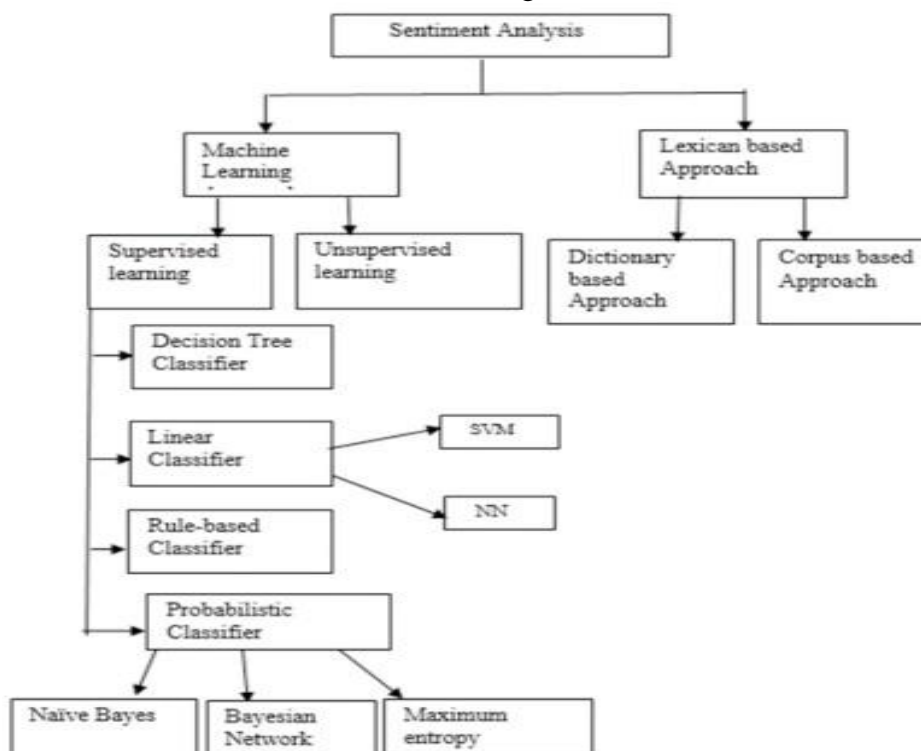 Sentiment Analysis
Machine
Learning
Lexican based
Approach
Supervised
learning
Unsupervised
learning
Dictionary
based
Approach
Corpus based
Approach
Decision Tree
Classifier
Linear
Classifier
SVM
NN
Rule-based
Classifier
Probabilistic
Classifier
Naïve Bayes
Bayesian
Network
Maximum
entropy